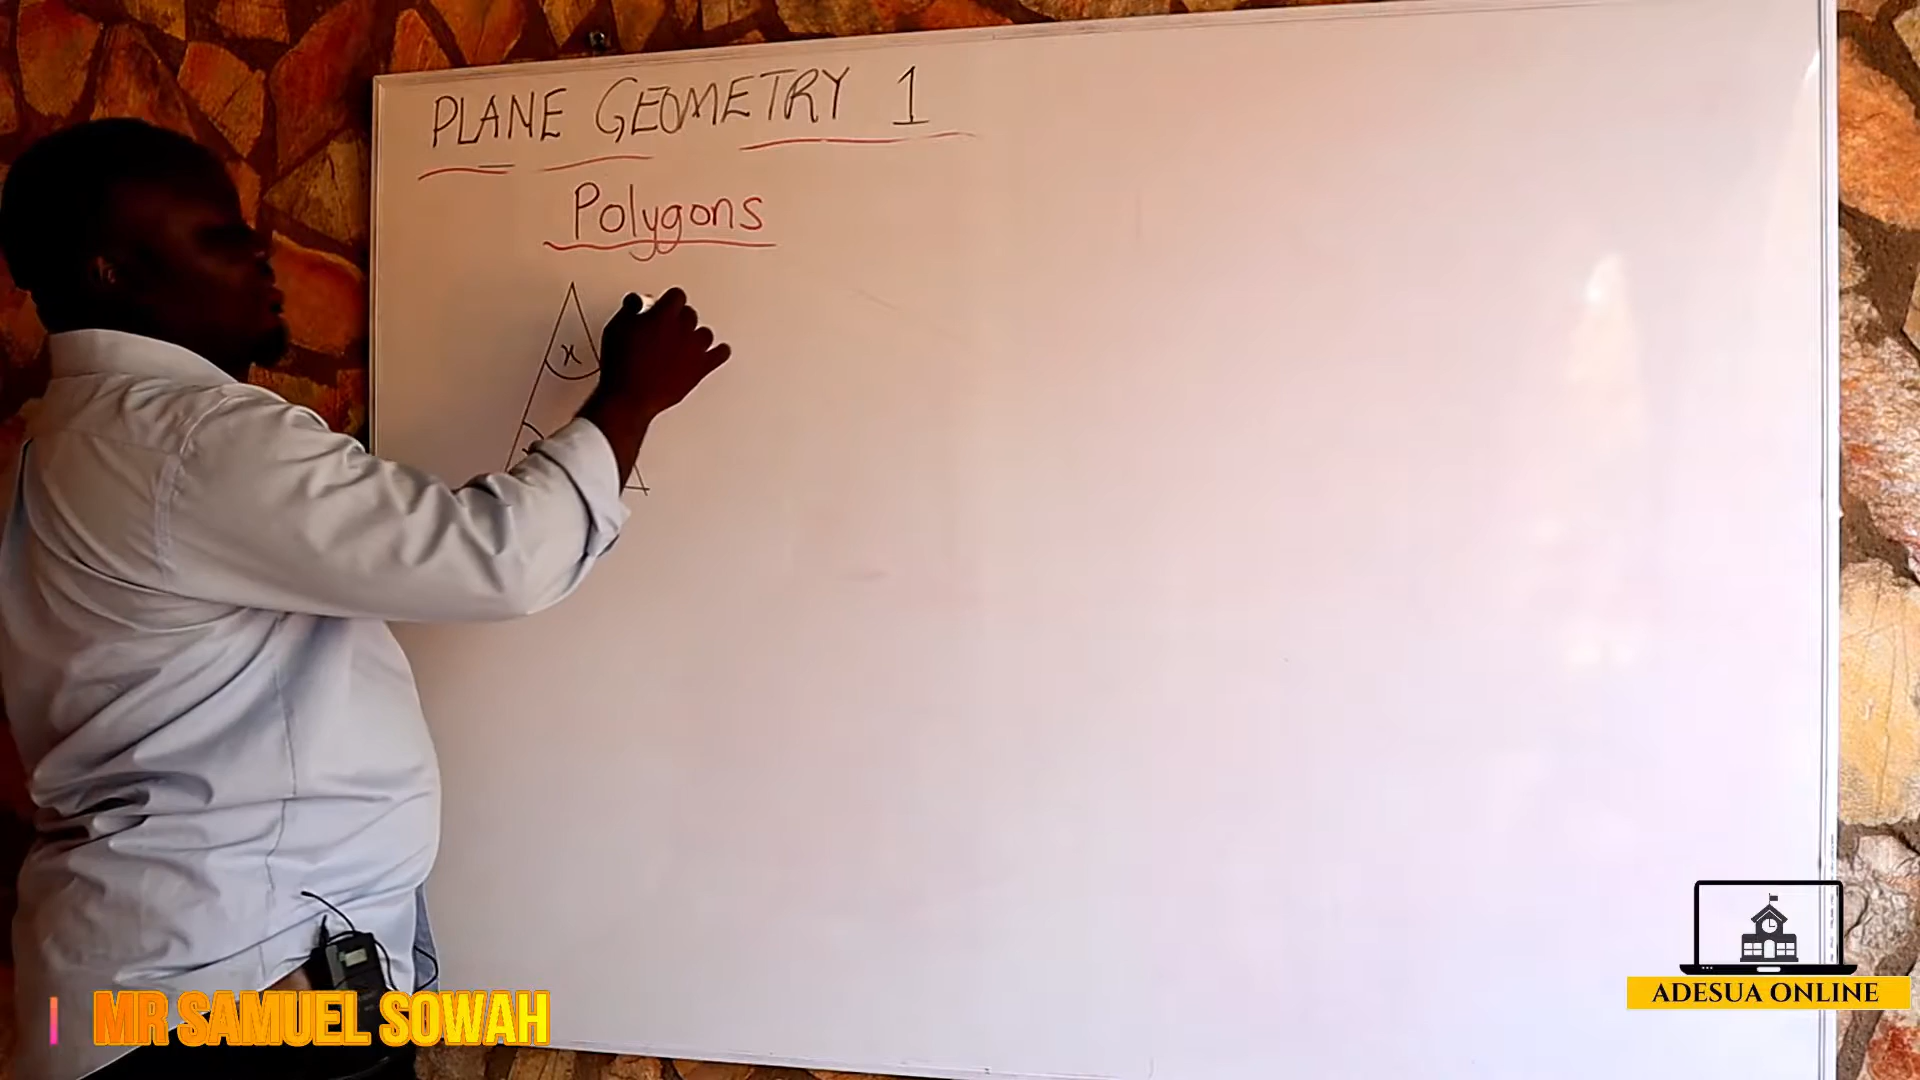 PLANE GEOMETRY 1
Polygons
x
MR SAMUEL SOWAH
ADESUA ONLINE